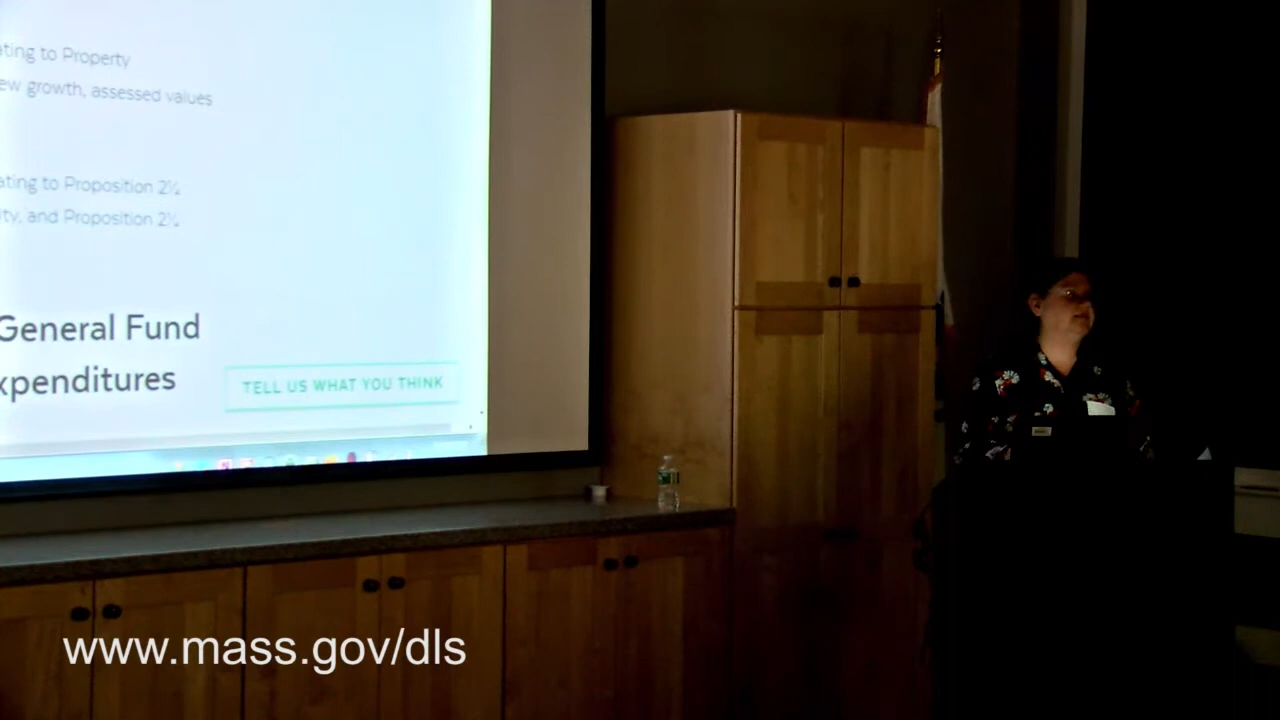 ating to Property
ew growth, assessed values
ating to Proposition 2½
ity, and Proposition 2½
General Fund
xpenditures
TELL US WHAT YOU THINK
www.mass.gov/dls